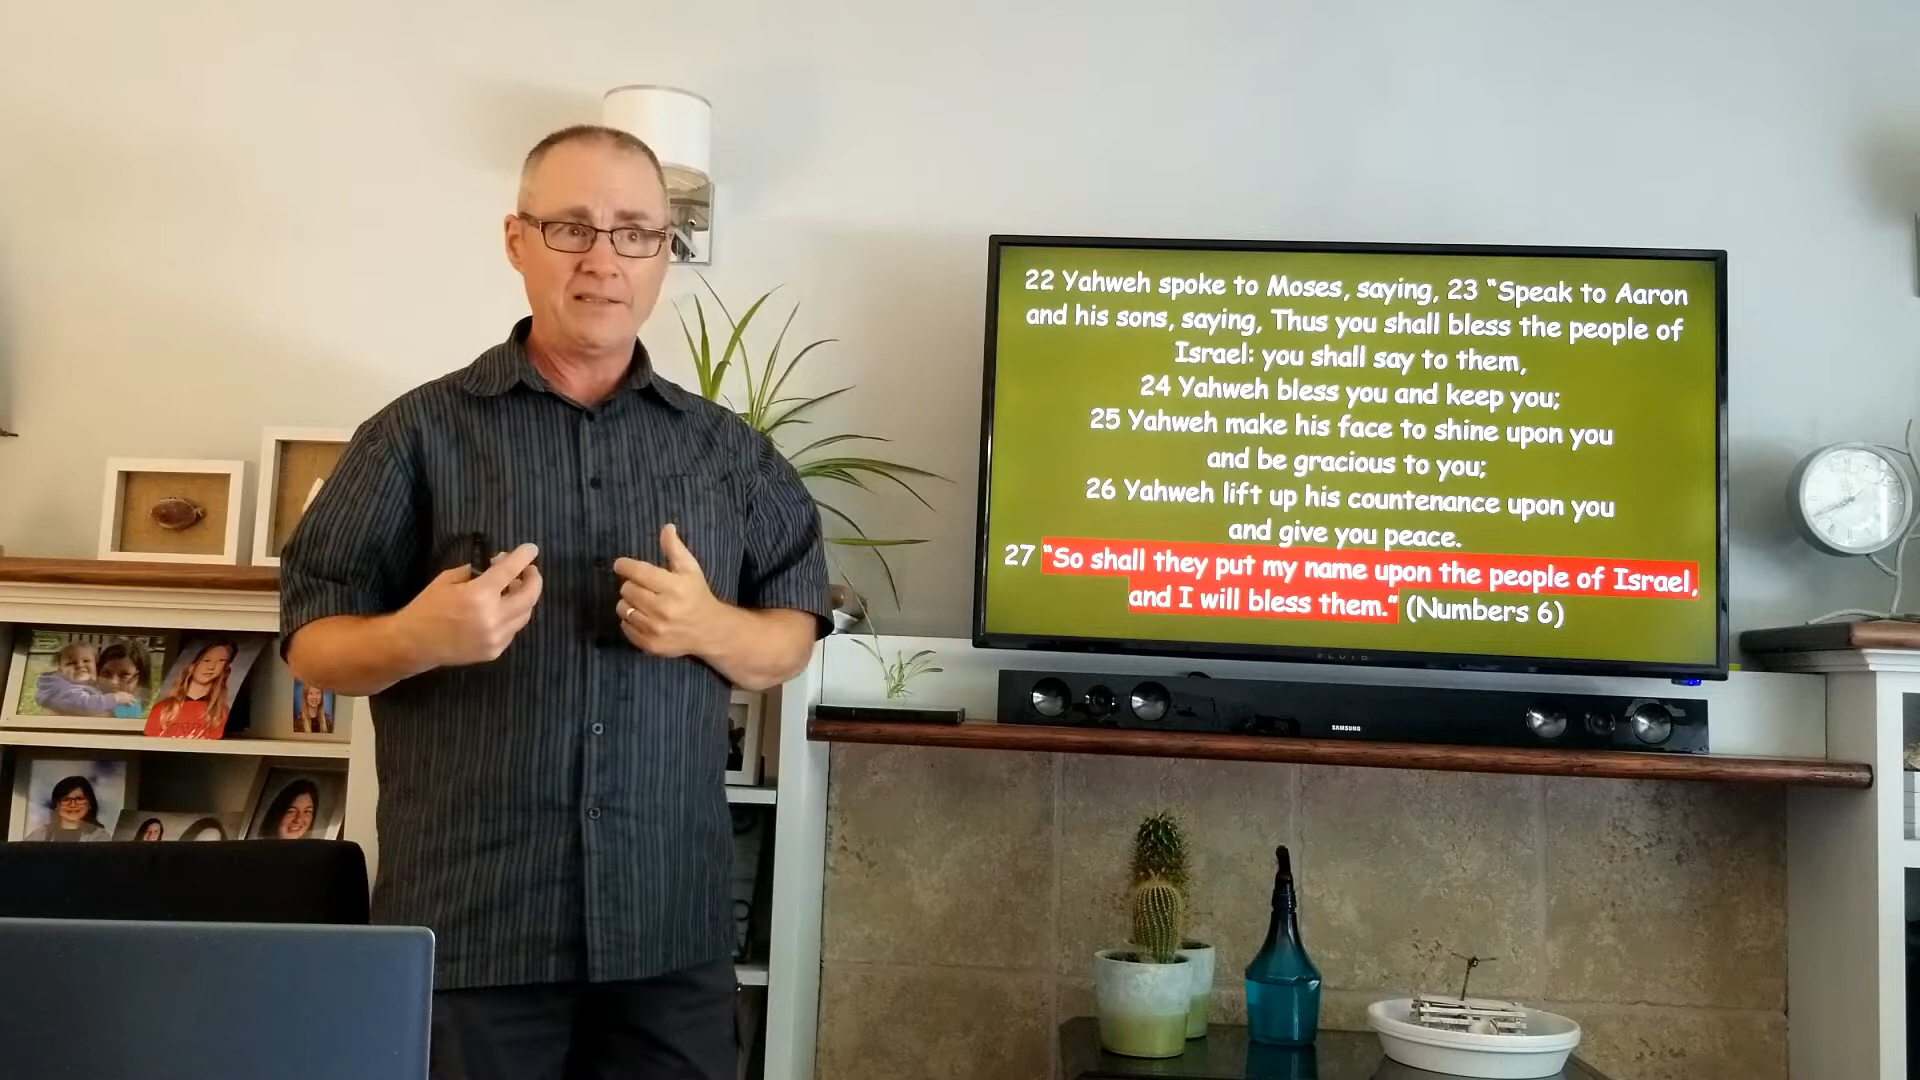 22 Yahweh spoke to Moses, saying, 23 “Speak to Aaron
and his sons, saying, Thus you shall bless the people of
Israel: you shall say to them,
24 Yahweh bless you and keep you;
25 Yahweh make his face to shine upon you
and be gracious to you;
26 Yahweh lift up his countenance upon you
and give you peace.
27 “So shall they put my name upon the people of Israel,
and I will bless them.” (Numbers 6)
FLUID
SAMSUNG